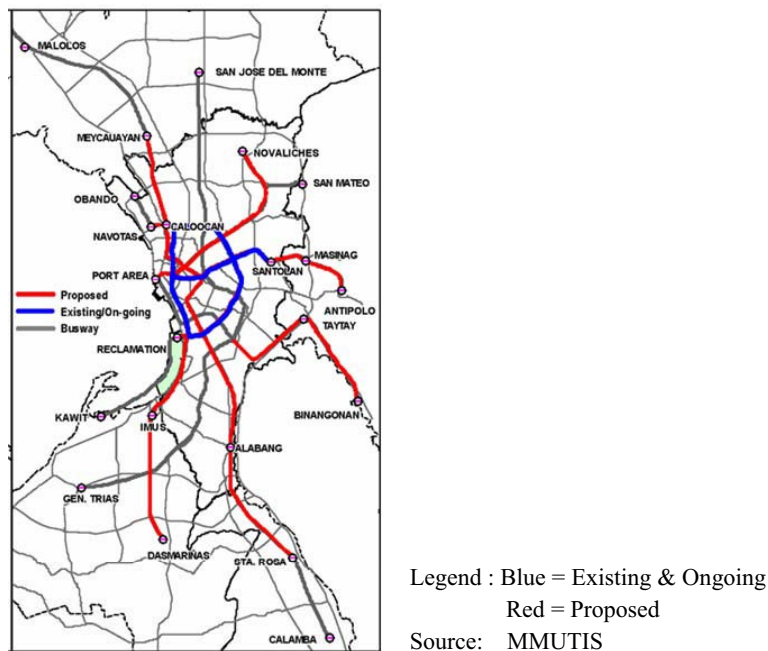 MALOLOS
SAN JOSE DEL MONTE
MEYCAUAYAN
NOVALICHES
SAN MATEO
OBANDO
CALOOCAN
NAVOTAS
MASINAG
SANTOLAN
PORT AREA
Proposed
Existing/On-going
Busway
ANTIPOLO
TAYTAY
RECLAMATION
BINANGONAN
KAWIT
IMUS
ALABANG
GEN. TRIAS
DASMARIÑAS
STA. ROSA
CALAMBA
Legend : Blue = Existing & Ongoing
Red = Proposed
Source: MMUTIS